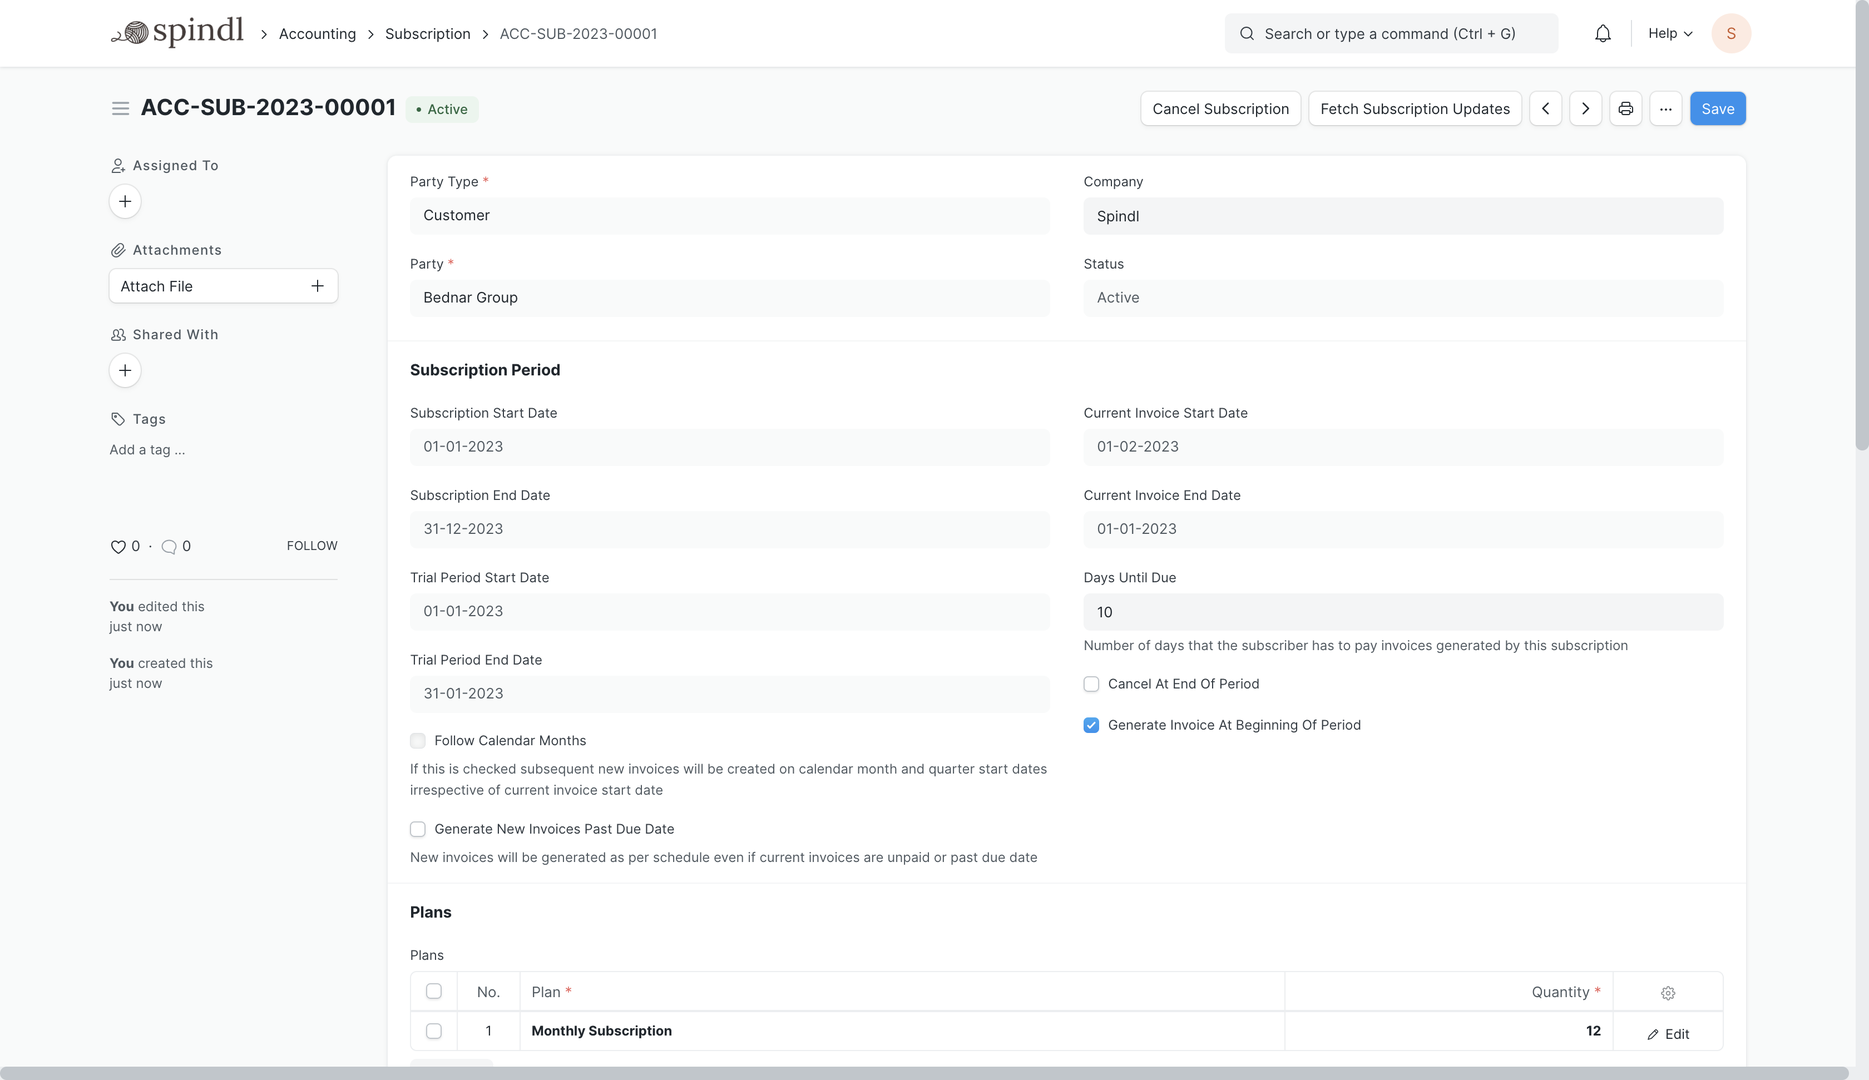 spindl
Accounting
Subscription
ACC-SUB-2023-00001
Search or type a command (Ctrl + G)
Help
S
ACC-SUB-2023-00001
Active
Cancel Subscription
Fetch Subscription Updates
Save
Assigned To
Attachments
Attach File
Shared With
Tags
Add a tag ...
0 · 0
FOLLOW
You edited this
just now
You created this
just now
Party Type *
Customer
Company
Spindl
Party *
Bednar Group
Status
Active
Subscription Period
Subscription Start Date
01-01-2023
Subscription End Date
31-12-2023
Trial Period Start Date
01-01-2023
Trial Period End Date
31-01-2023
Follow Calendar Months
If this is checked subsequent new invoices will be created on calendar month and quarter start dates
irrespective of current invoice start date
Generate New Invoices Past Due Date
New invoices will be generated as per schedule even if current invoices are unpaid or past due date
Current Invoice Start Date
01-02-2023
Current Invoice End Date
01-01-2023
Days Until Due
10
Number of days that the subscriber has to pay invoices generated by this subscription
Cancel At End Of Period
Generate Invoice At Beginning Of Period
Plans
Plans
No.
Plan *
Quantity *
1
Monthly Subscription
12
Edit